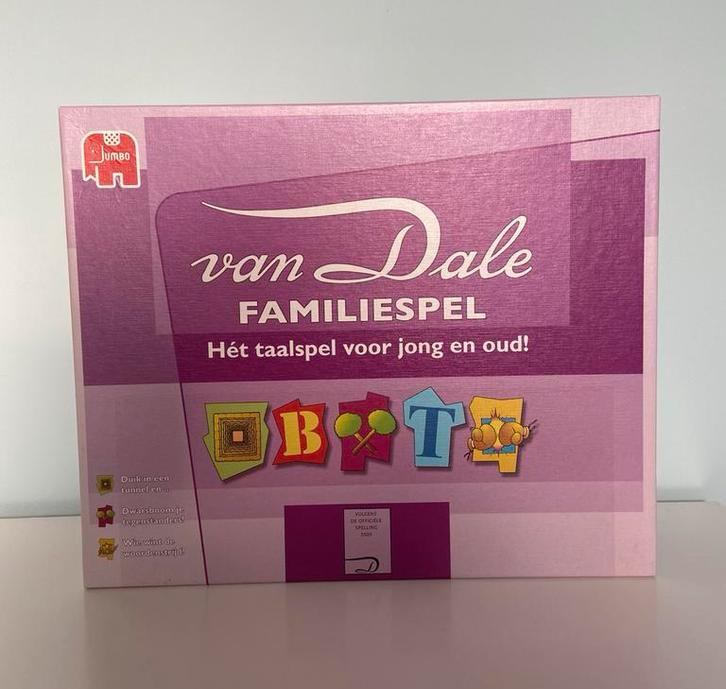 JUMBO
van Dale
FAMILIESPEL
Hét taalspel voor jong en oud!
B T
Duik in een
tunnel en...
Dwarsboom je
tegenstanders!
Wie wint de
woordenstrijd!
VOLGENS
DE OFFICIËLE
SPELLING
2005